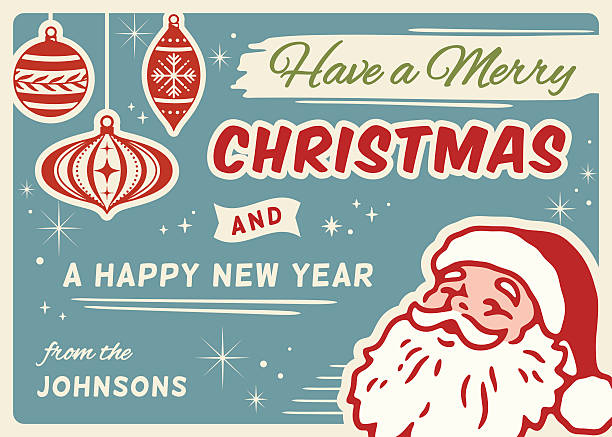 Have a Merry
CHRISTMAS
AND
A HAPPY NEW YEAR
from the
JOHNSONS